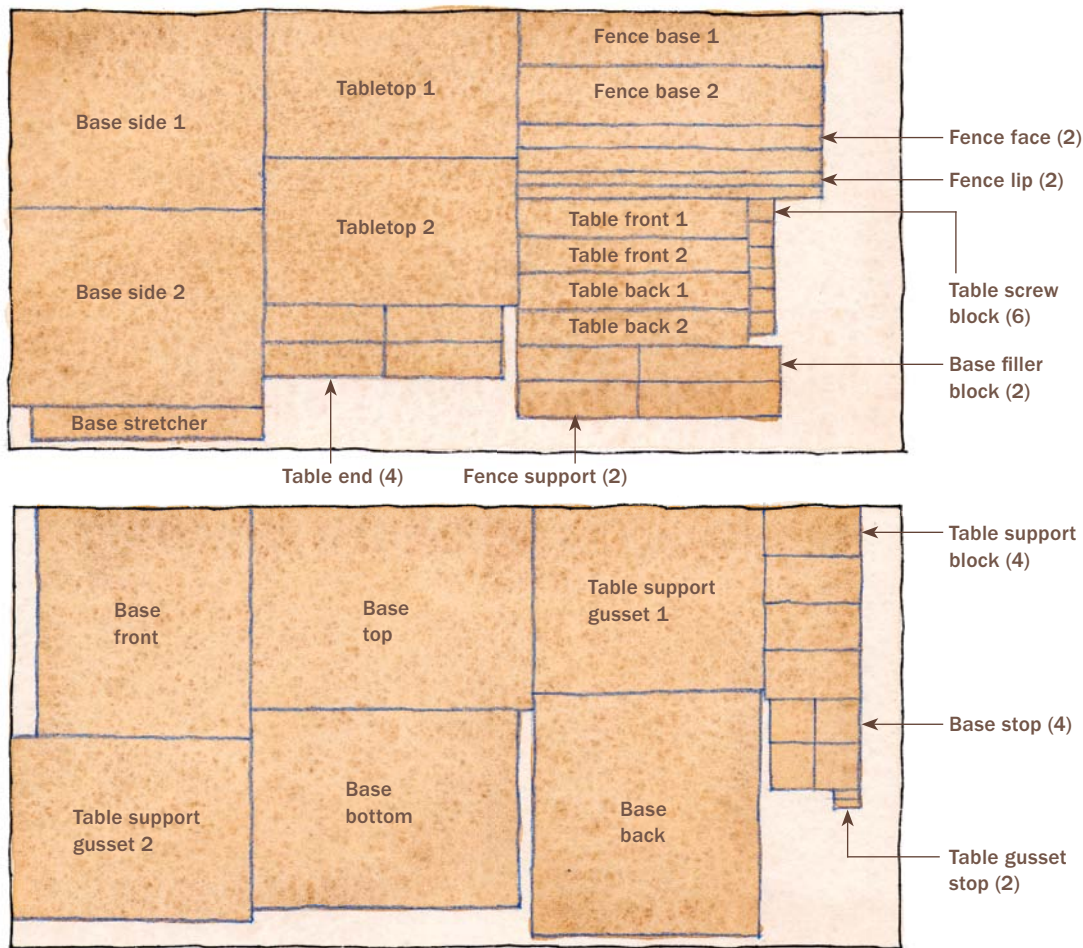 Base side 1
Tabletop 1
Fence base 1
Fence base 2
Fence face (2)
Fence lip (2)
Base side 2
Tabletop 2
Table front 1
Table front 2
Table back 1
Table back 2
Table screw
block (6)
Base filler
block (2)
Base stretcher
Table end (4)
Fence support (2)
Base
front
Base
top
Table support
gusset 1
Table support
block (4)
Table support
gusset 2
Base
bottom
Base
back
Base stop (4)
Table gusset
stop (2)